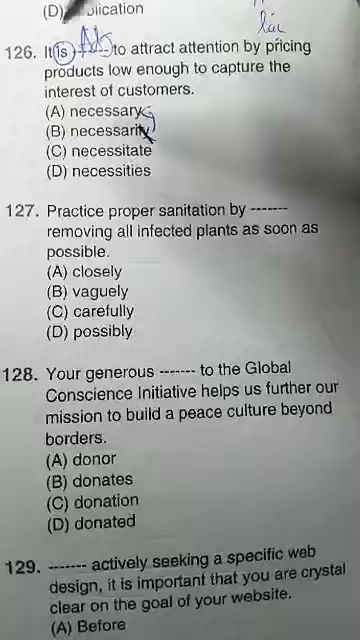 (D) olication
lái
126. It is Adj to attract attention by pricing
products low enough to capture the
interest of customers.
(A) necessary
(B) necessarily
(C) necessitate
(D) necessities
127. Practice proper sanitation by -------
removing all infected plants as soon as
possible.
(A) closely
(B) vaguely
(C) carefully
(D) possibly
128. Your generous ------- to the Global
Conscience Initiative helps us further our
mission to build a peace culture beyond
borders.
(A) donor
(B) donates
(C) donation
(D) donated
129. ------- actively seeking a specific web
design, it is important that you are crystal
clear on the goal of your website.
(A) Before